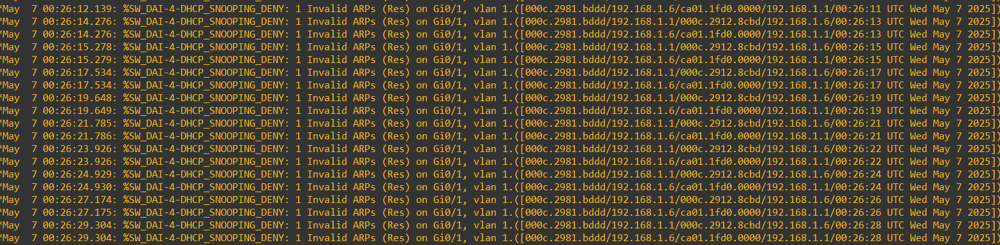 *May  7 00:26:12.139: %SW_DAI-4-DHCP_SNOOPING_DENY: 1 Invalid ARPs (Res) on Gi0/1, vlan 1.([000c.2981.bddd/192.168.1.6/ca01.1fd0.0000/192.168.1.1/00:26:11 UTC Wed May 7 2025])
*May  7 00:26:14.276: %SW_DAI-4-DHCP_SNOOPING_DENY: 1 Invalid ARPs (Res) on Gi0/1, vlan 1.([000c.2981.bddd/192.168.1.1/000c.2912.8cbd/192.168.1.6/00:26:13 UTC Wed May 7 2025])
*May  7 00:26:14.276: %SW_DAI-4-DHCP_SNOOPING_DENY: 1 Invalid ARPs (Res) on Gi0/1, vlan 1.([000c.2981.bddd/192.168.1.6/ca01.1fd0.0000/192.168.1.1/00:26:13 UTC Wed May 7 2025])
*May  7 00:26:15.278: %SW_DAI-4-DHCP_SNOOPING_DENY: 1 Invalid ARPs (Res) on Gi0/1, vlan 1.([000c.2981.bddd/192.168.1.1/000c.2912.8cbd/192.168.1.6/00:26:15 UTC Wed May 7 2025])
*May  7 00:26:15.279: %SW_DAI-4-DHCP_SNOOPING_DENY: 1 Invalid ARPs (Res) on Gi0/1, vlan 1.([000c.2981.bddd/192.168.1.6/ca01.1fd0.0000/192.168.1.1/00:26:15 UTC Wed May 7 2025])
*May  7 00:26:17.534: %SW_DAI-4-DHCP_SNOOPING_DENY: 1 Invalid ARPs (Res) on Gi0/1, vlan 1.([000c.2981.bddd/192.168.1.1/000c.2912.8cbd/192.168.1.6/00:26:17 UTC Wed May 7 2025])
*May  7 00:26:17.534: %SW_DAI-4-DHCP_SNOOPING_DENY: 1 Invalid ARPs (Res) on Gi0/1, vlan 1.([000c.2981.bddd/192.168.1.6/ca01.1fd0.0000/192.168.1.1/00:26:17 UTC Wed May 7 2025])
*May  7 00:26:19.648: %SW_DAI-4-DHCP_SNOOPING_DENY: 1 Invalid ARPs (Res) on Gi0/1, vlan 1.([000c.2981.bddd/192.168.1.1/000c.2912.8cbd/192.168.1.6/00:26:19 UTC Wed May 7 2025])
*May  7 00:26:19.649: %SW_DAI-4-DHCP_SNOOPING_DENY: 1 Invalid ARPs (Res) on Gi0/1, vlan 1.([000c.2981.bddd/192.168.1.6/ca01.1fd0.0000/192.168.1.1/00:26:19 UTC Wed May 7 2025])
*May  7 00:26:21.785: %SW_DAI-4-DHCP_SNOOPING_DENY: 1 Invalid ARPs (Res) on Gi0/1, vlan 1.([000c.2981.bddd/192.168.1.1/000c.2912.8cbd/192.168.1.6/00:26:21 UTC Wed May 7 2025])
*May  7 00:26:21.786: %SW_DAI-4-DHCP_SNOOPING_DENY: 1 Invalid ARPs (Res) on Gi0/1, vlan 1.([000c.2981.bddd/192.168.1.6/ca01.1fd0.0000/192.168.1.1/00:26:21 UTC Wed May 7 2025])
*May  7 00:26:23.926: %SW_DAI-4-DHCP_SNOOPING_DENY: 1 Invalid ARPs (Res) on Gi0/1, vlan 1.([000c.2981.bddd/192.168.1.1/000c.2912.8cbd/192.168.1.6/00:26:22 UTC Wed May 7 2025])
*May  7 00:26:23.926: %SW_DAI-4-DHCP_SNOOPING_DENY: 1 Invalid ARPs (Res) on Gi0/1, vlan 1.([000c.2981.bddd/192.168.1.6/ca01.1fd0.0000/192.168.1.1/00:26:22 UTC Wed May 7 2025])
*May  7 00:26:24.929: %SW_DAI-4-DHCP_SNOOPING_DENY: 1 Invalid ARPs (Res) on Gi0/1, vlan 1.([000c.2981.bddd/192.168.1.1/000c.2912.8cbd/192.168.1.6/00:26:24 UTC Wed May 7 2025])
*May  7 00:26:24.930: %SW_DAI-4-DHCP_SNOOPING_DENY: 1 Invalid ARPs (Res) on Gi0/1, vlan 1.([000c.2981.bddd/192.168.1.6/ca01.1fd0.0000/192.168.1.1/00:26:24 UTC Wed May 7 2025])
*May  7 00:26:27.174: %SW_DAI-4-DHCP_SNOOPING_DENY: 1 Invalid ARPs (Res) on Gi0/1, vlan 1.([000c.2981.bddd/192.168.1.1/000c.2912.8cbd/192.168.1.6/00:26:26 UTC Wed May 7 2025])
*May  7 00:26:27.175: %SW_DAI-4-DHCP_SNOOPING_DENY: 1 Invalid ARPs (Res) on Gi0/1, vlan 1.([000c.2981.bddd/192.168.1.6/ca01.1fd0.0000/192.168.1.1/00:26:26 UTC Wed May 7 2025])
*May  7 00:26:29.304: %SW_DAI-4-DHCP_SNOOPING_DENY: 1 Invalid ARPs (Res) on Gi0/1, vlan 1.([000c.2981.bddd/192.168.1.1/000c.2912.8cbd/192.168.1.6/00:26:28 UTC Wed May 7 2025])
*May  7 00:26:29.304: %SW_DAI-4-DHCP_SNOOPING_DENY: 1 Invalid ARPs (Res) on Gi0/1, vlan 1.([000c.2981.bddd/192.168.1.6/ca01.1fd0.0000/192.168.1.1/00:26:28 UTC Wed May 7 2025])